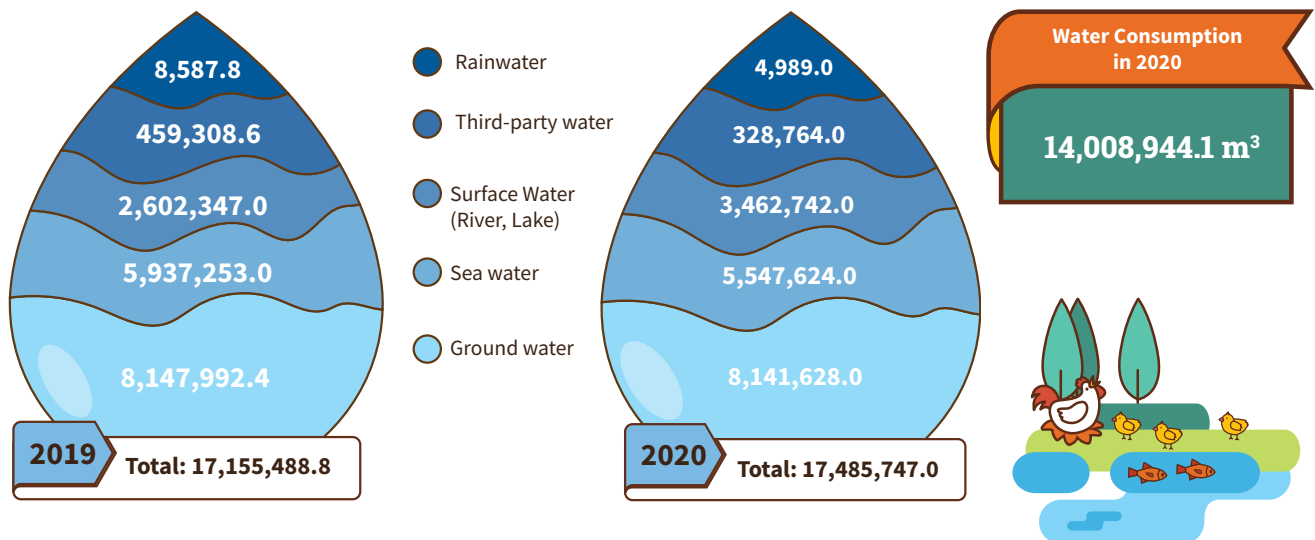 8,587.8
459,308.6
2,602,347.0
5,937,253.0
8,147,992.4
2019
Total: 17,155,488.8
Rainwater
Third-party water
Surface Water
(River, Lake)
Sea water
Ground water
4,989.0
328,764.0
3,462,742.0
5,547,624.0
8,141,628.0
2020
Total: 17,485,747.0
Water Consumption
in 2020
14,008,944.1 m³